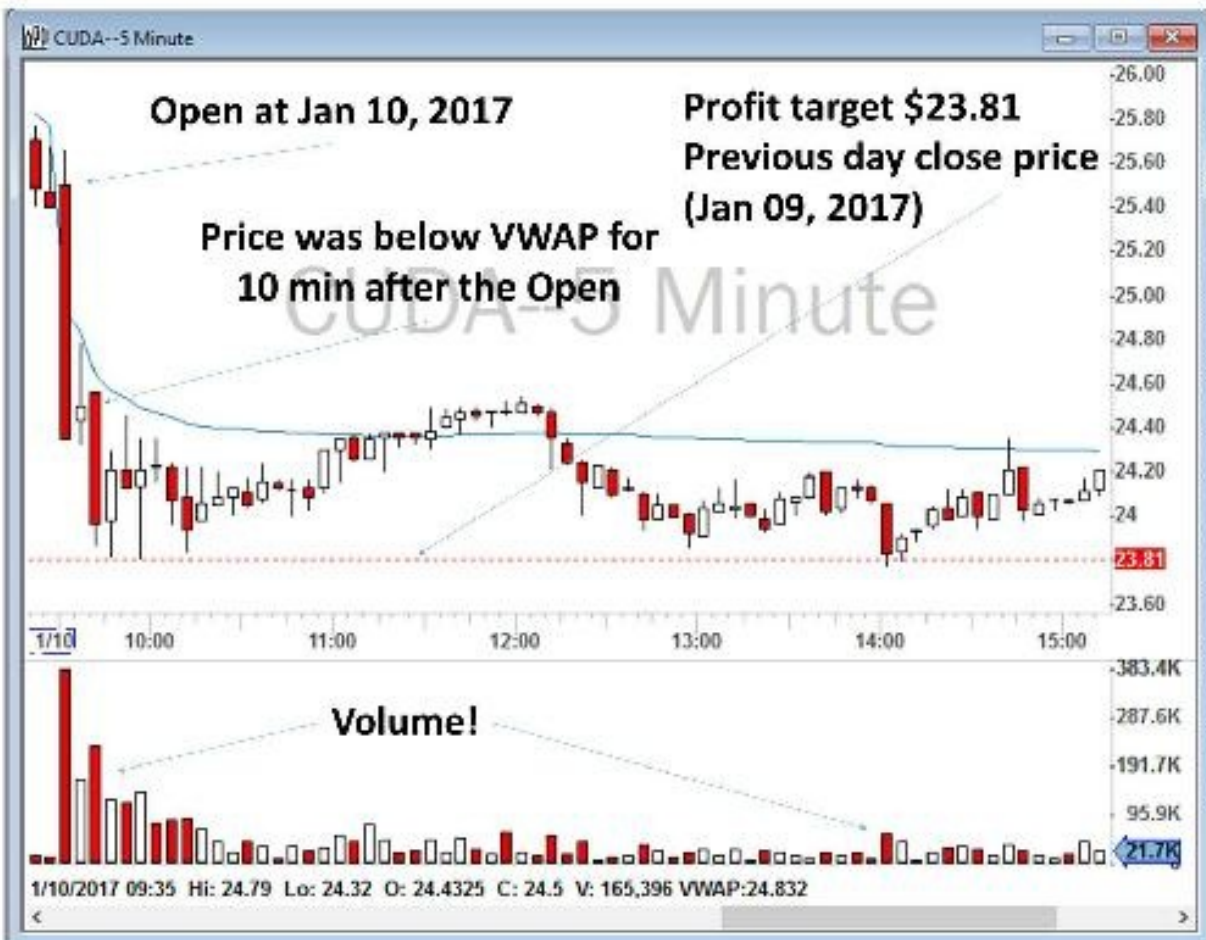 CUDA--5 Minute
Open at Jan 10, 2017
Profit target $23.81
Previous day close price
(Jan 09, 2017)
Price was below VWAP for
10 min after the Open
CUDA--5 Minute
26.00
25.80
25.60
25.40
25.20
25.00
24.80
24.60
24.40
24.20
24
23.81
23.60
1/10 10:00 11:00 12:00 13:00 14:00 15:00
383.4K
287.6K
191.7K
95.9K
21.7K
Volume!
1/10/2017 09:35 Hi: 24.79 Lo: 24.32 O: 24.4325 C: 24.5 V: 165,396 VWAP:24.832